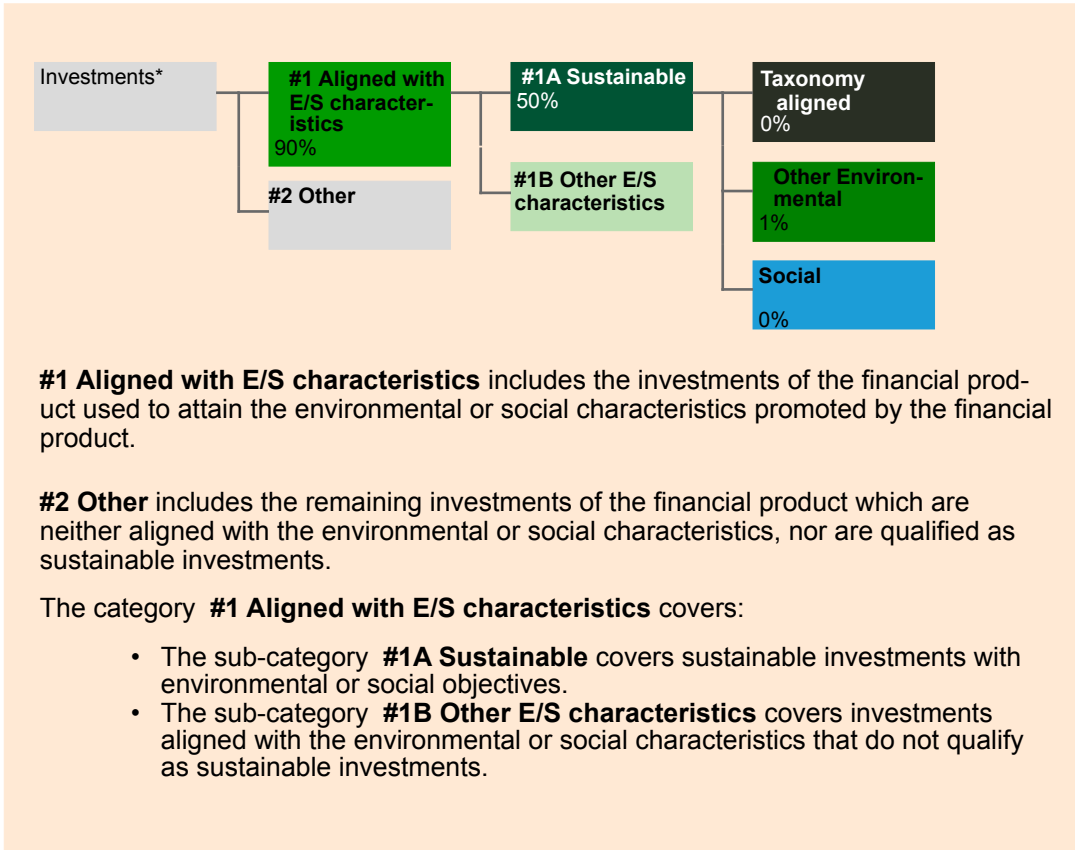 Investments*
#1 Aligned with
E/S character-
istics
90%
#2 Other
#1A Sustainable
50%
#1B Other E/S
characteristics
Taxonomy
aligned
0%
Other Environ-
mental
1%
Social
0%
#1 Aligned with E/S characteristics includes the investments of the financial prod-
uct used to attain the environmental or social characteristics promoted by the financial
product.
#2 Other includes the remaining investments of the financial product which are
neither aligned with the environmental or social characteristics, nor are qualified as
sustainable investments.
The category #1 Aligned with E/S characteristics covers:
• The sub-category #1A Sustainable covers sustainable investments with
environmental or social objectives.
• The sub-category #1B Other E/S characteristics covers investments
aligned with the environmental or social characteristics that do not qualify
as sustainable investments.